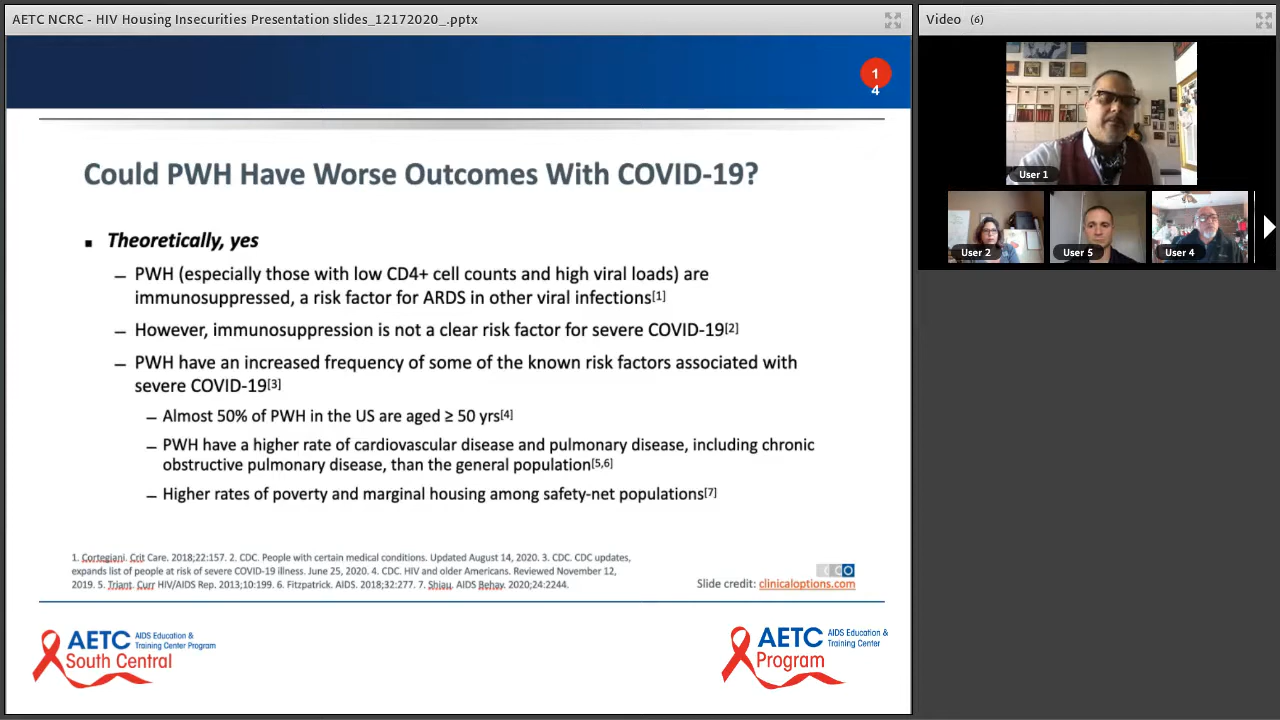 AETC NCRC - HIV Housing Insecurities Presentation slides_12172020_.pptx
1
4
Could PWH Have Worse Outcomes With COVID-19?
▪ Theoretically, yes
– PWH (especially those with low CD4+ cell counts and high viral loads) are
immunosuppressed, a risk factor for ARDS in other viral infections[1]
– However, immunosuppression is not a clear risk factor for severe COVID-19[2]
– PWH have an increased frequency of some of the known risk factors associated with
severe COVID-19[3]
– Almost 50% of PWH in the US are aged ≥ 50 yrs[4]
– PWH have a higher rate of cardiovascular disease and pulmonary disease, including chronic
obstructive pulmonary disease, than the general population[5,6]
– Higher rates of poverty and marginal housing among safety-net populations[7]
1. Cortegiani. Crit Care. 2018;22:157. 2. CDC. People with certain medical conditions. Updated August 14, 2020. 3. CDC. CDC updates,
expands list of people at risk of severe COVID-19 illness. June 25, 2020. 4. CDC. HIV and older Americans. Reviewed November 12,
2019. 5. Triant. Curr HIV/AIDS Rep. 2013;10:199. 6. Fitzpatrick. AIDS. 2018;32:277. 7. Shiau. AIDS Behav. 2020;24:2244.
CCO
Slide credit: clinicaloptions.com
AETC AIDS Education &
Training Center Program
South Central
AETC AIDS Education &
Training Center
Program
Video (6)
User 1
User 2
User 5
User 4